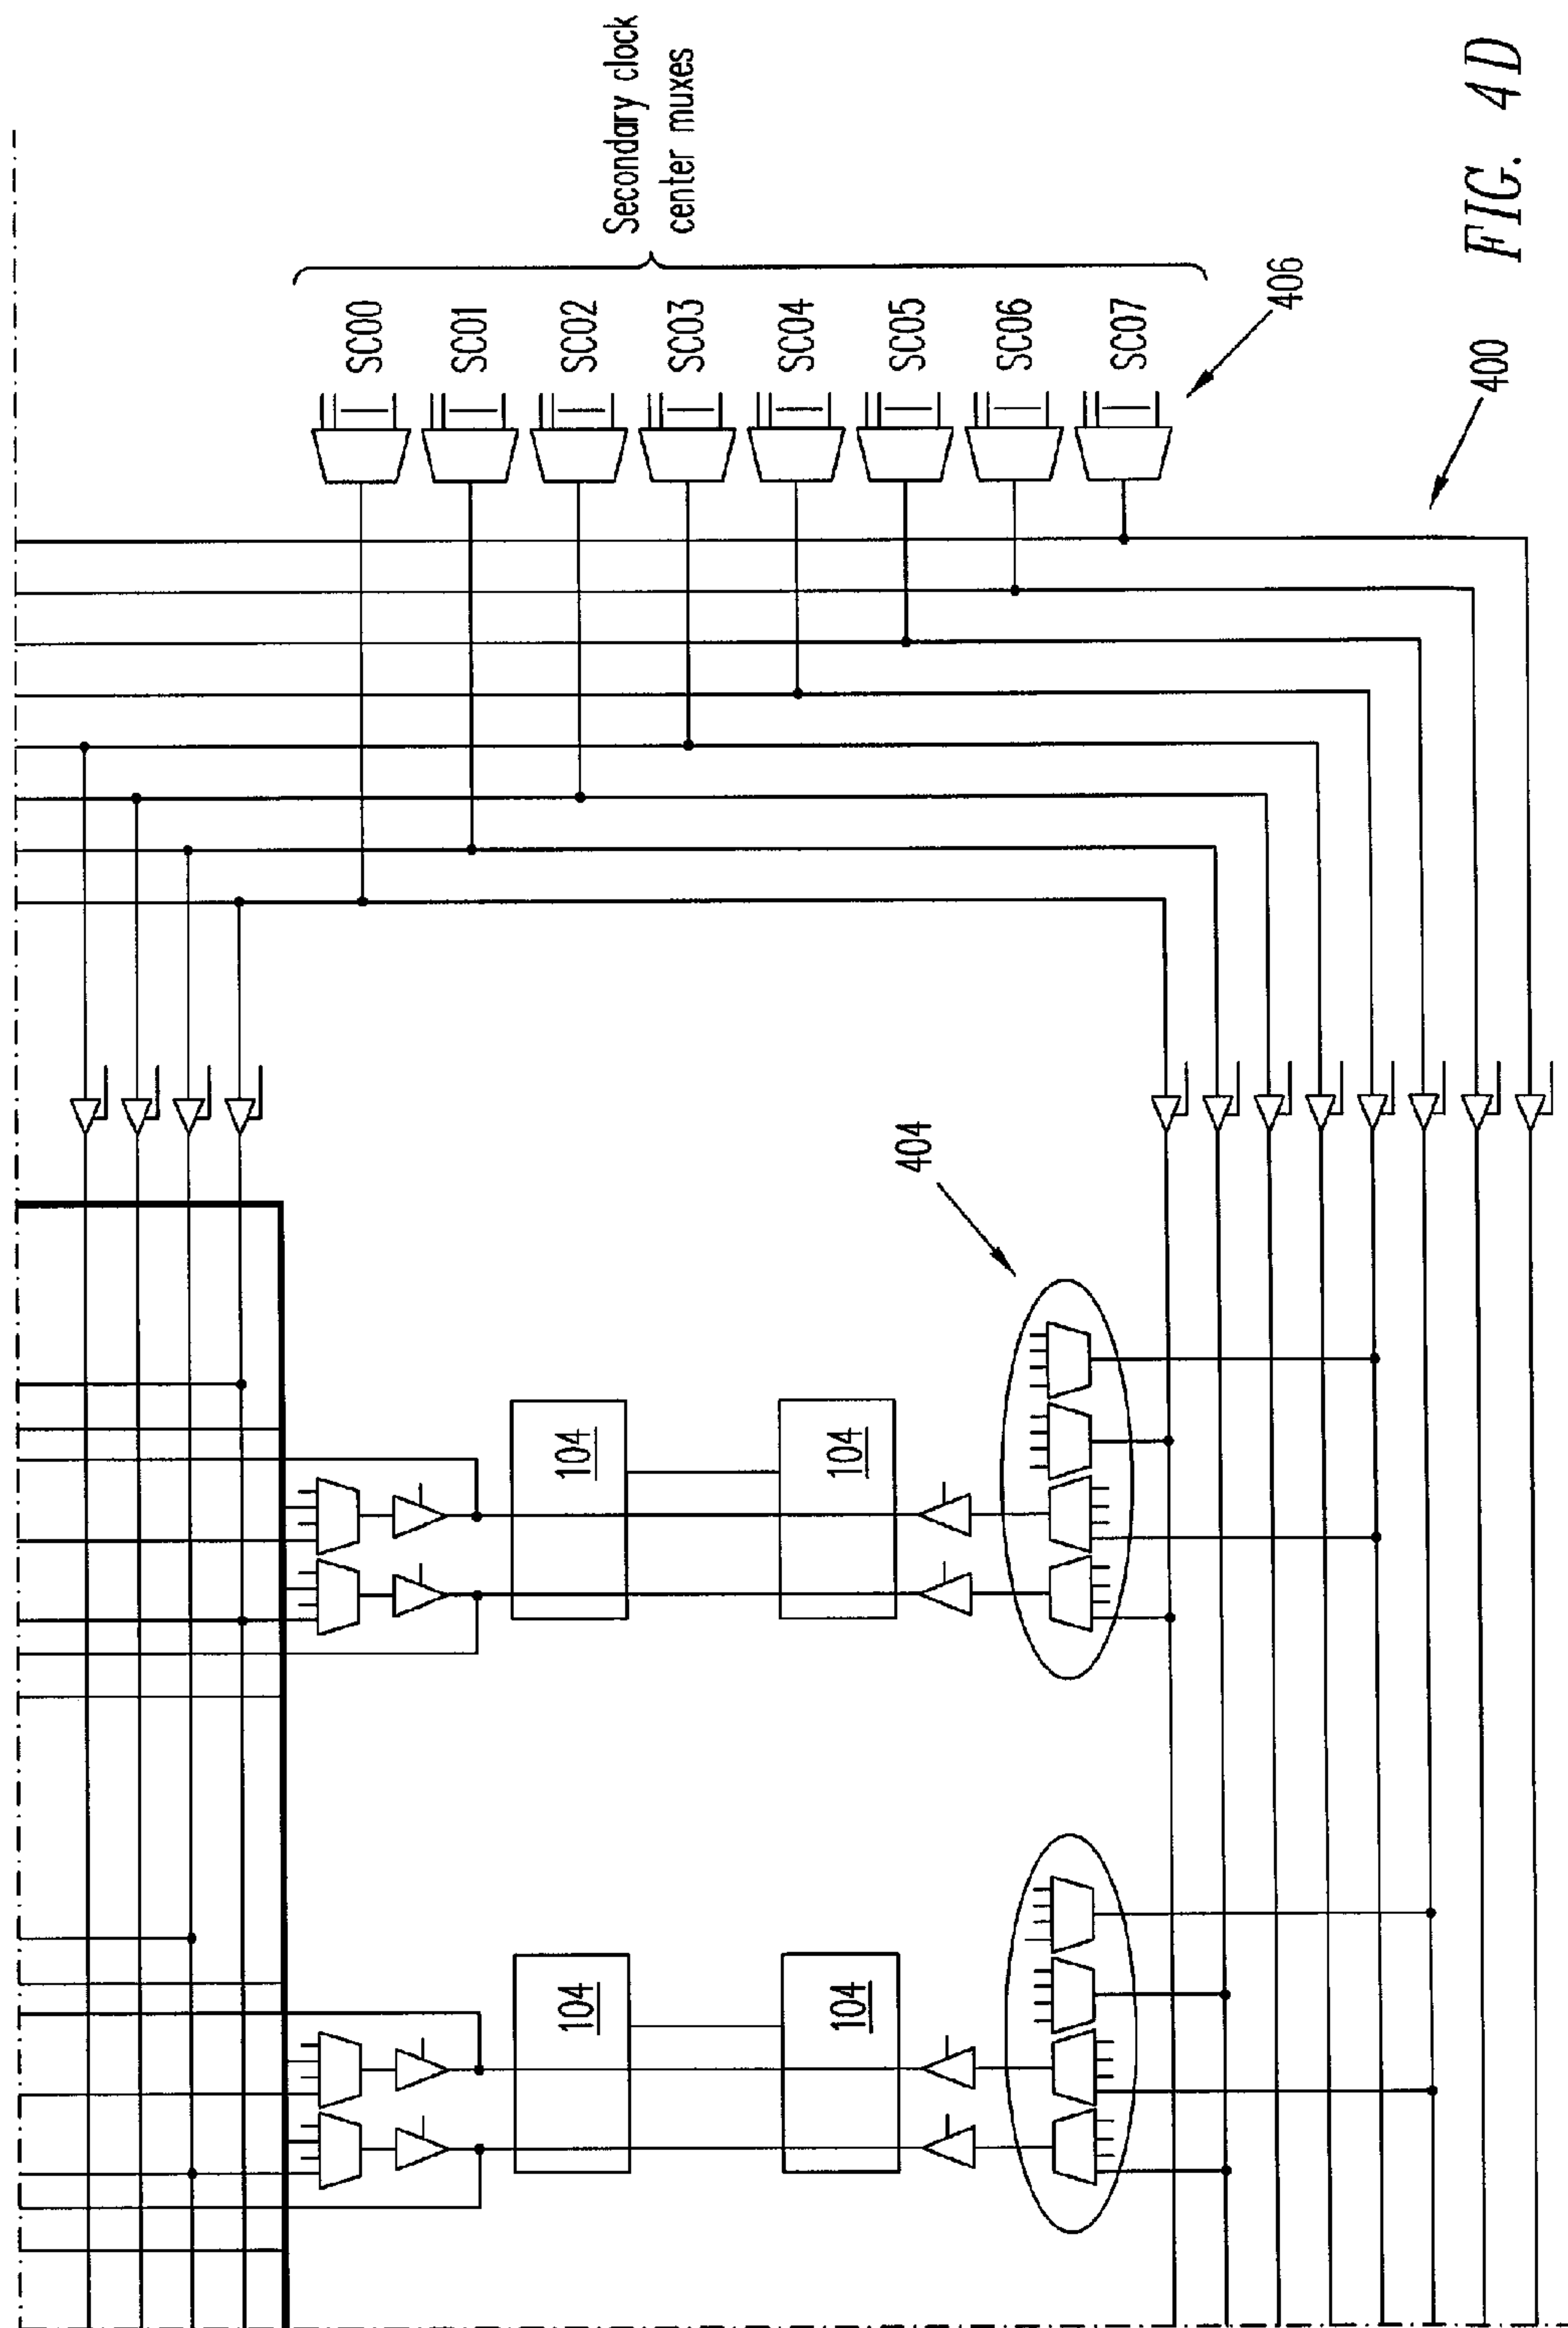 Secondary clock
center muxes
SC00
SC01
SC02
SC03
SC04
SC05
SC06
SC07
406
FIG. 4D
400
404
104
104
104
104